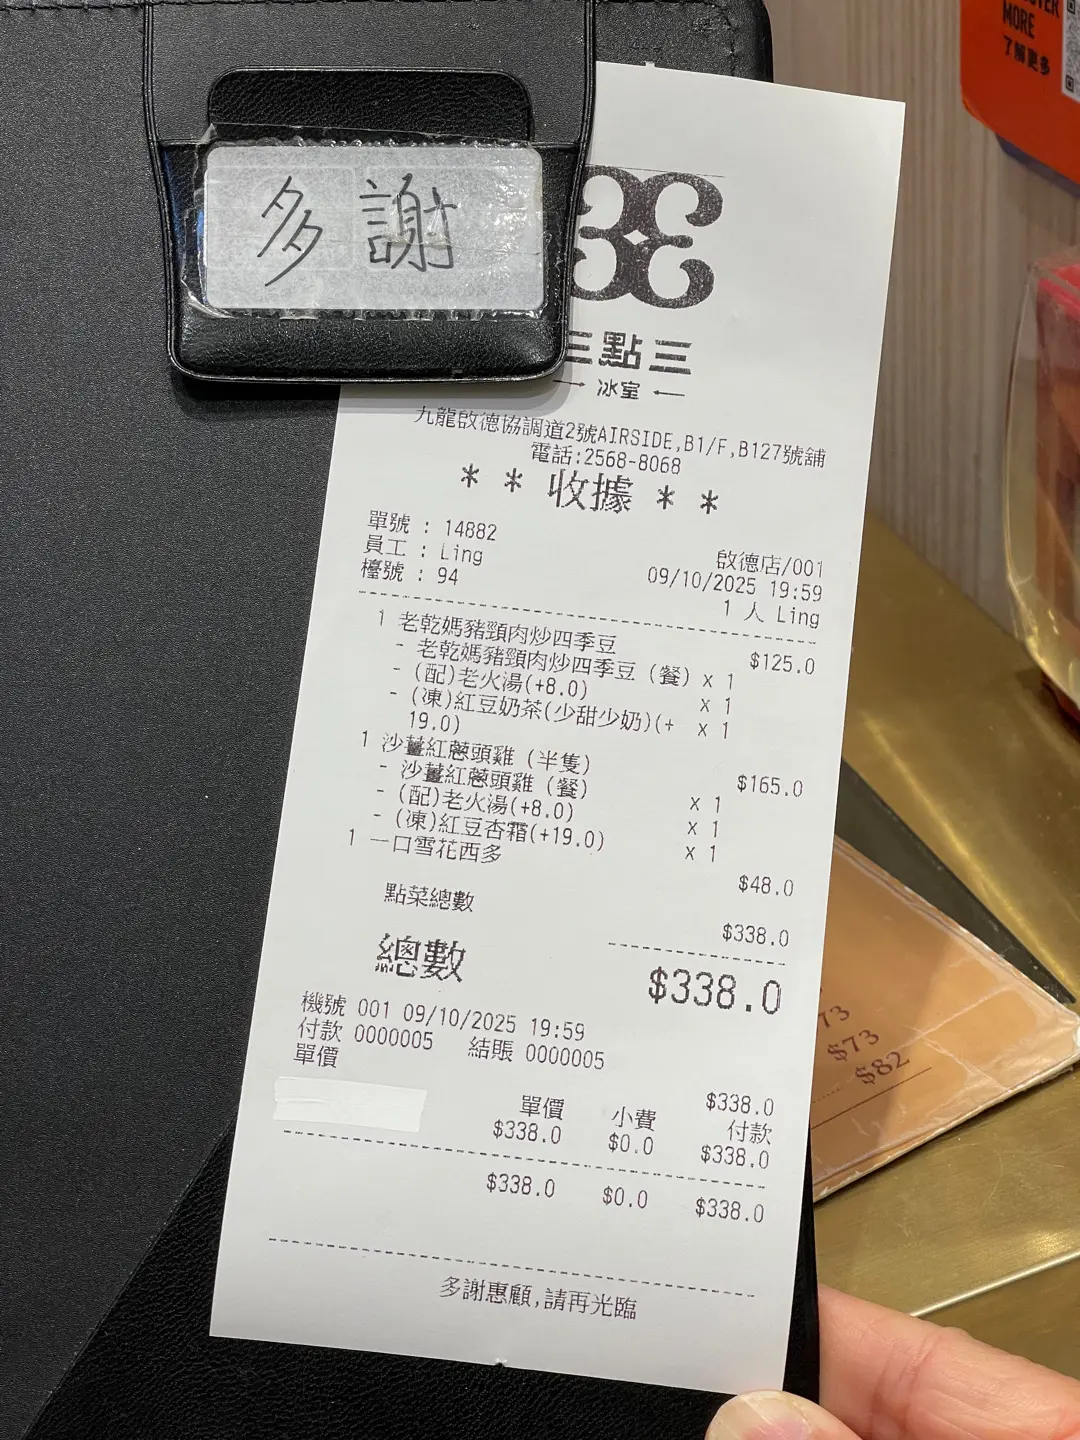 多謝
OVER
MORE
了解更多
三點三
冰室
九龍啟德協調道2號AIRSIDE,B1/F,B127號舖
電話:2568-8068
** 收據 **
單號 : 14882
員工 : Ling
檯號 : 94
啟德店/001
09/10/2025 19:59
1 人 Ling
1 老乾媽豬頸肉炒四季豆 $125.0
- 老乾媽豬頸肉炒四季豆 (餐) x 1
- (配)老火湯(+8.0) x 1
- (凍)紅豆奶茶(少甜少奶)(+ x 1
19.0)
1 沙薑紅蔥頭雞 (半隻) $165.0
- 沙薑紅蔥頭雞 (餐) x 1
- (配)老火湯(+8.0) x 1
- (凍)紅豆杏霜(+19.0) x 1
1 一口雪花西多 $48.0
點菜總數 $338.0
總數 $338.0
機號 001 09/10/2025 19:59
付款 0000005 結賬 0000005
單價 $338.0
單價 小費 付款
$338.0 $0.0 $338.0
$338.0 $0.0 $338.0
多謝惠顧,請再光臨
73
$73
$82